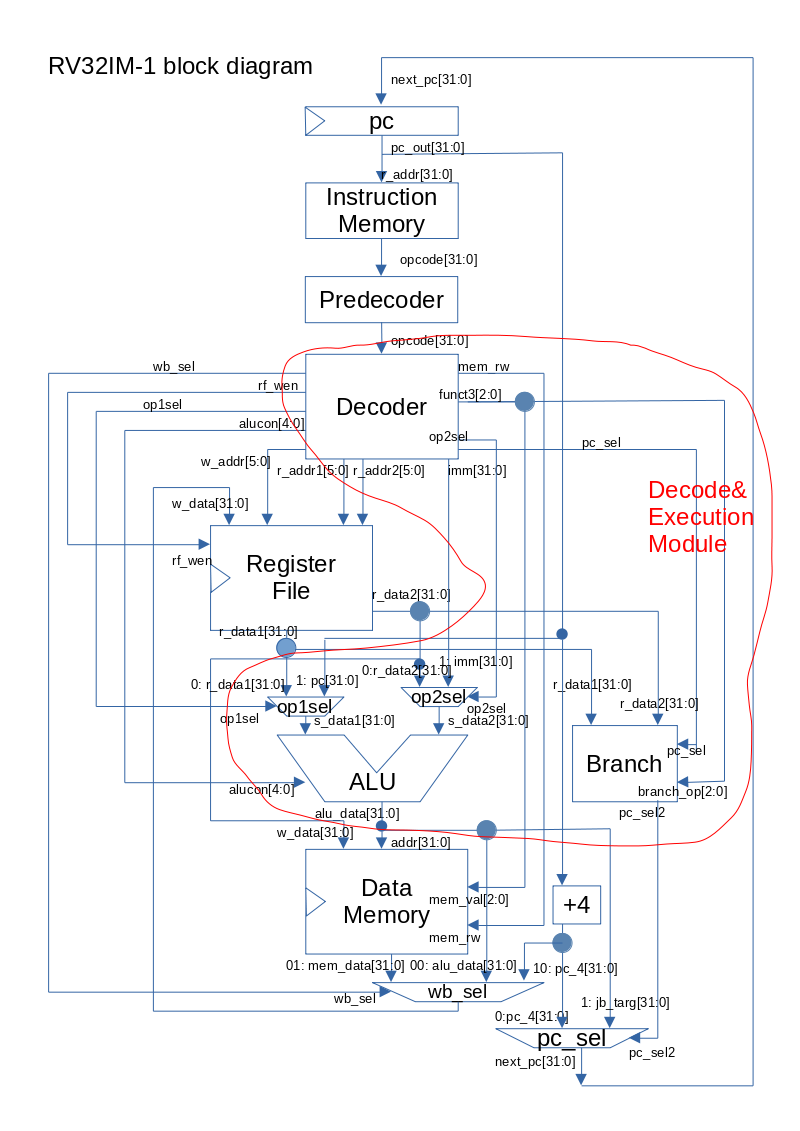 RV32IM-1 block diagram
next_pc[31:0]
pc
pc_out[31:0]
r_addr[31:0]
Instruction
Memory
opcode[31:0]
Predecoder
opcode[31:0]
wb_sel
mem_rw
rf_wen
funct3[2:0]
op1sel
Decoder
alucon[4:0]
op2sel
pc_sel
w_addr[5:0]
r_addr1[5:0]
r_addr2[5:0]
imm[31:0]
Decode&
Execution
Module
w_data[31:0]
rf_wen
Register
File
r_data2[31:0]
r_data1[31:0]
1: imm[31:0]
0:r_data2[31:0]
0: r_data1[31:0]
1: pc[31:0]
r_data1[31:0]
r_data2[31:0]
op1sel
op2sel
op1sel
op2sel
s_data1[31:0]
s_data2[31:0]
pc_sel
Branch
ALU
alucon[4:0]
branch_op[2:0]
alu_data[31:0]
pc_sel2
w_data[31:0]
addr[31:0]
Data
Memory
mem_val[2:0]
+4
mem_rw
01: mem_data[31:0]
00: alu_data[31:0]
10: pc_4[31:0]
wb_sel
wb_sel
1: jb_targ[31:0]
0:pc_4[31:0]
pc_sel
pc_sel2
next_pc[31:0]